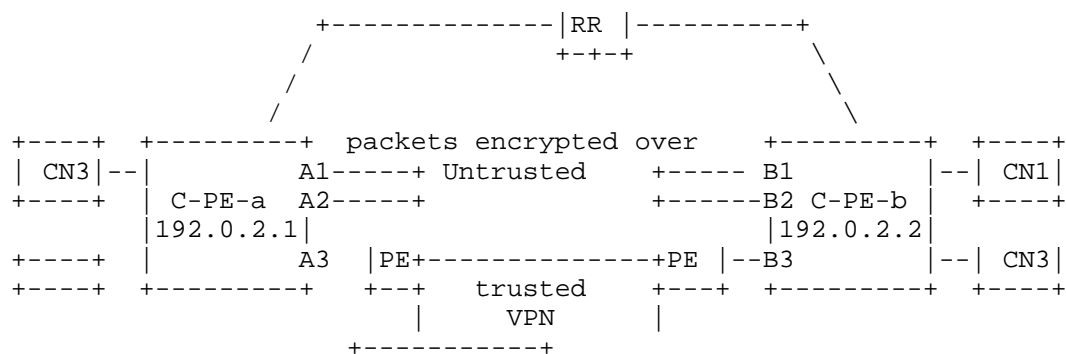 +--------------|RR |----------+
/ +-+-+ \
/ \
/ \
+----+ +---------+ packets encrypted over +--------+ +----+
| CN3|--| A1-----+ Untrusted +----- B1 |--| CN1|
+----+ | C-PE-a A2-----+ +------B2 C-PE-b | +----+
|192.0.2.1| |192.0.2.2|
+----+ | A3 |PE+--------------+PE |--B3 |--| CN3|
+----+ +---------+ +--+ trusted +---+ +---------+ +----+
| VPN |
+-----------+